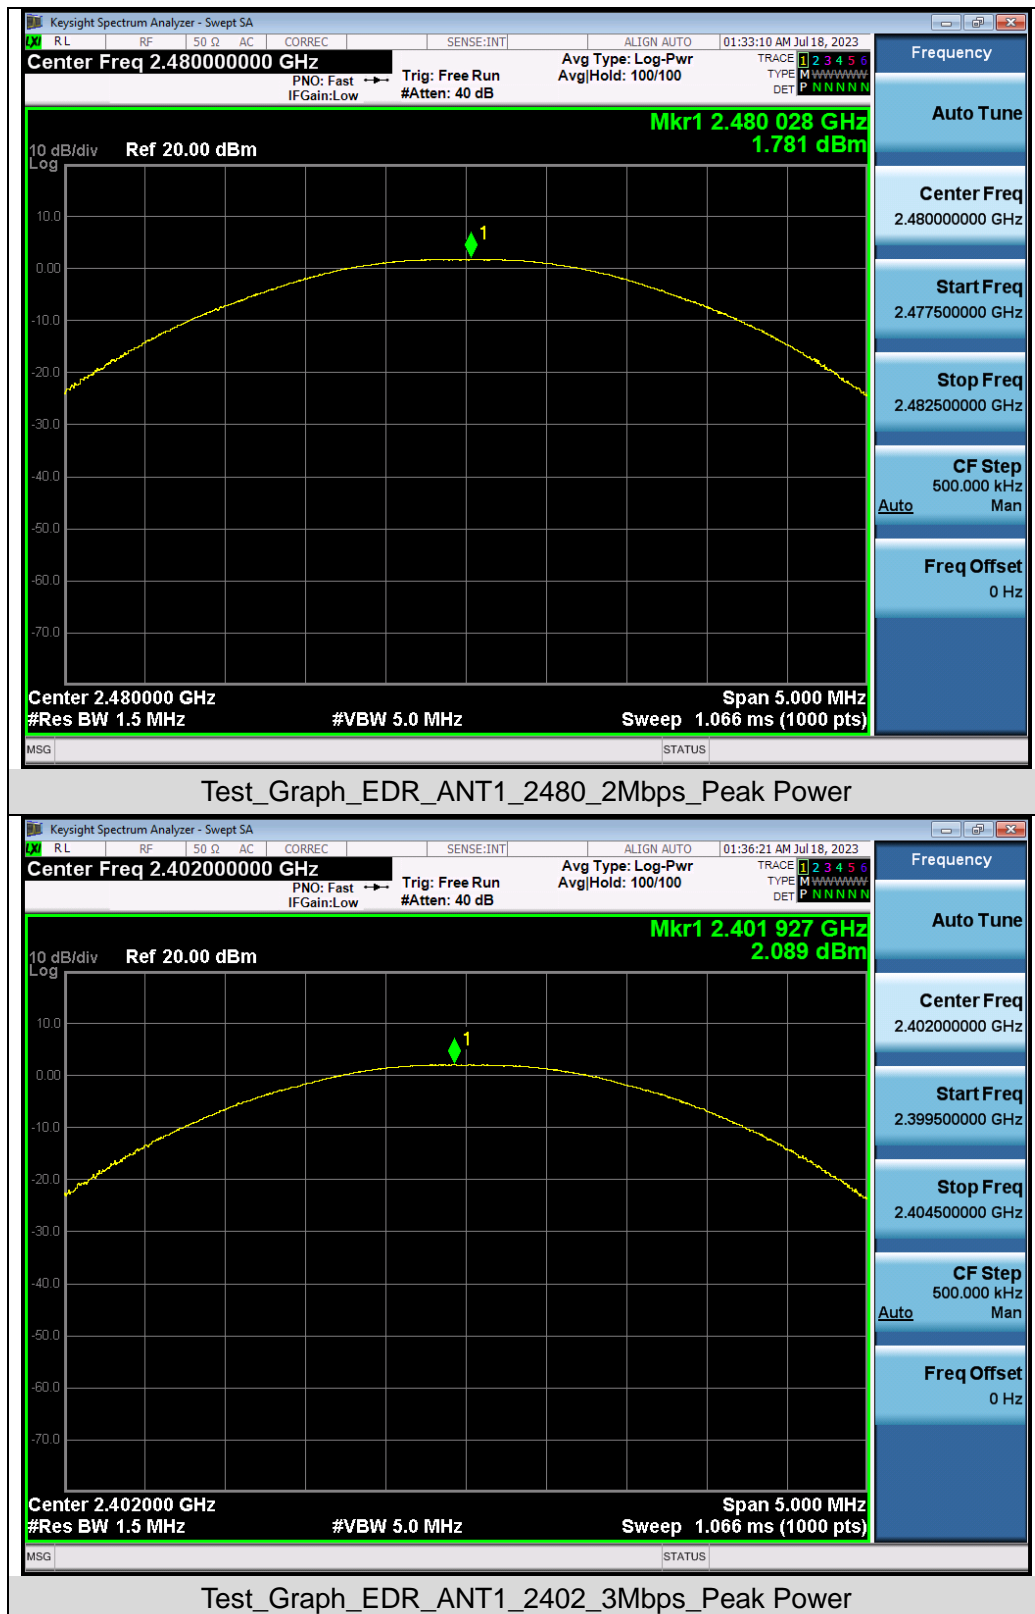 Keysight Spectrum Analyzer - Swept SA
LXI RL RF 50 Ω AC CORREC SENSE:INT ALIGN AUTO 01:33:10 AM Jul 18, 2023
Center Freq 2.480000000 GHz
PNO: Fast
IFGain:Low
Trig: Free Run
#Atten: 40 dB
Avg Type: Log-Pwr
Avg|Hold: 100/100
TRACE 1 2 3 4 5 6
TYPE M WWWWW
DET P N N N N N
Frequency
Mkr1 2.480 028 GHz
1.781 dBm
10 dB/div Ref 20.00 dBm
Log
10.0
1
0.00
-10.0
-20.0
-30.0
-40.0
-50.0
-60.0
-70.0
Center 2.480000 GHz Span 5.000 MHz
#Res BW 1.5 MHz #VBW 5.0 MHz Sweep 1.066 ms (1000 pts)
Auto Tune
Center Freq
2.480000000 GHz
Start Freq
2.477500000 GHz
Stop Freq
2.482500000 GHz
CF Step
500.000 kHz
Auto Man
Freq Offset
0 Hz
MSG STATUS
Test_Graph_EDR_ANT1_2480_2Mbps_Peak Power
Keysight Spectrum Analyzer - Swept SA
LXI RL RF 50 Ω AC CORREC SENSE:INT ALIGN AUTO 01:36:21 AM Jul 18, 2023
Center Freq 2.402000000 GHz
PNO: Fast
IFGain:Low
Trig: Free Run
#Atten: 40 dB
Avg Type: Log-Pwr
Avg|Hold: 100/100
TRACE 1 2 3 4 5 6
TYPE M WWWWW
DET P N N N N N
Frequency
Mkr1 2.401 927 GHz
2.089 dBm
10 dB/div Ref 20.00 dBm
Log
10.0
1
0.00
-10.0
-20.0
-30.0
-40.0
-50.0
-60.0
-70.0
Center 2.402000 GHz Span 5.000 MHz
#Res BW 1.5 MHz #VBW 5.0 MHz Sweep 1.066 ms (1000 pts)
Auto Tune
Center Freq
2.402000000 GHz
Start Freq
2.399500000 GHz
Stop Freq
2.404500000 GHz
CF Step
500.000 kHz
Auto Man
Freq Offset
0 Hz
MSG STATUS
Test_Graph_EDR_ANT1_2402_3Mbps_Peak Power